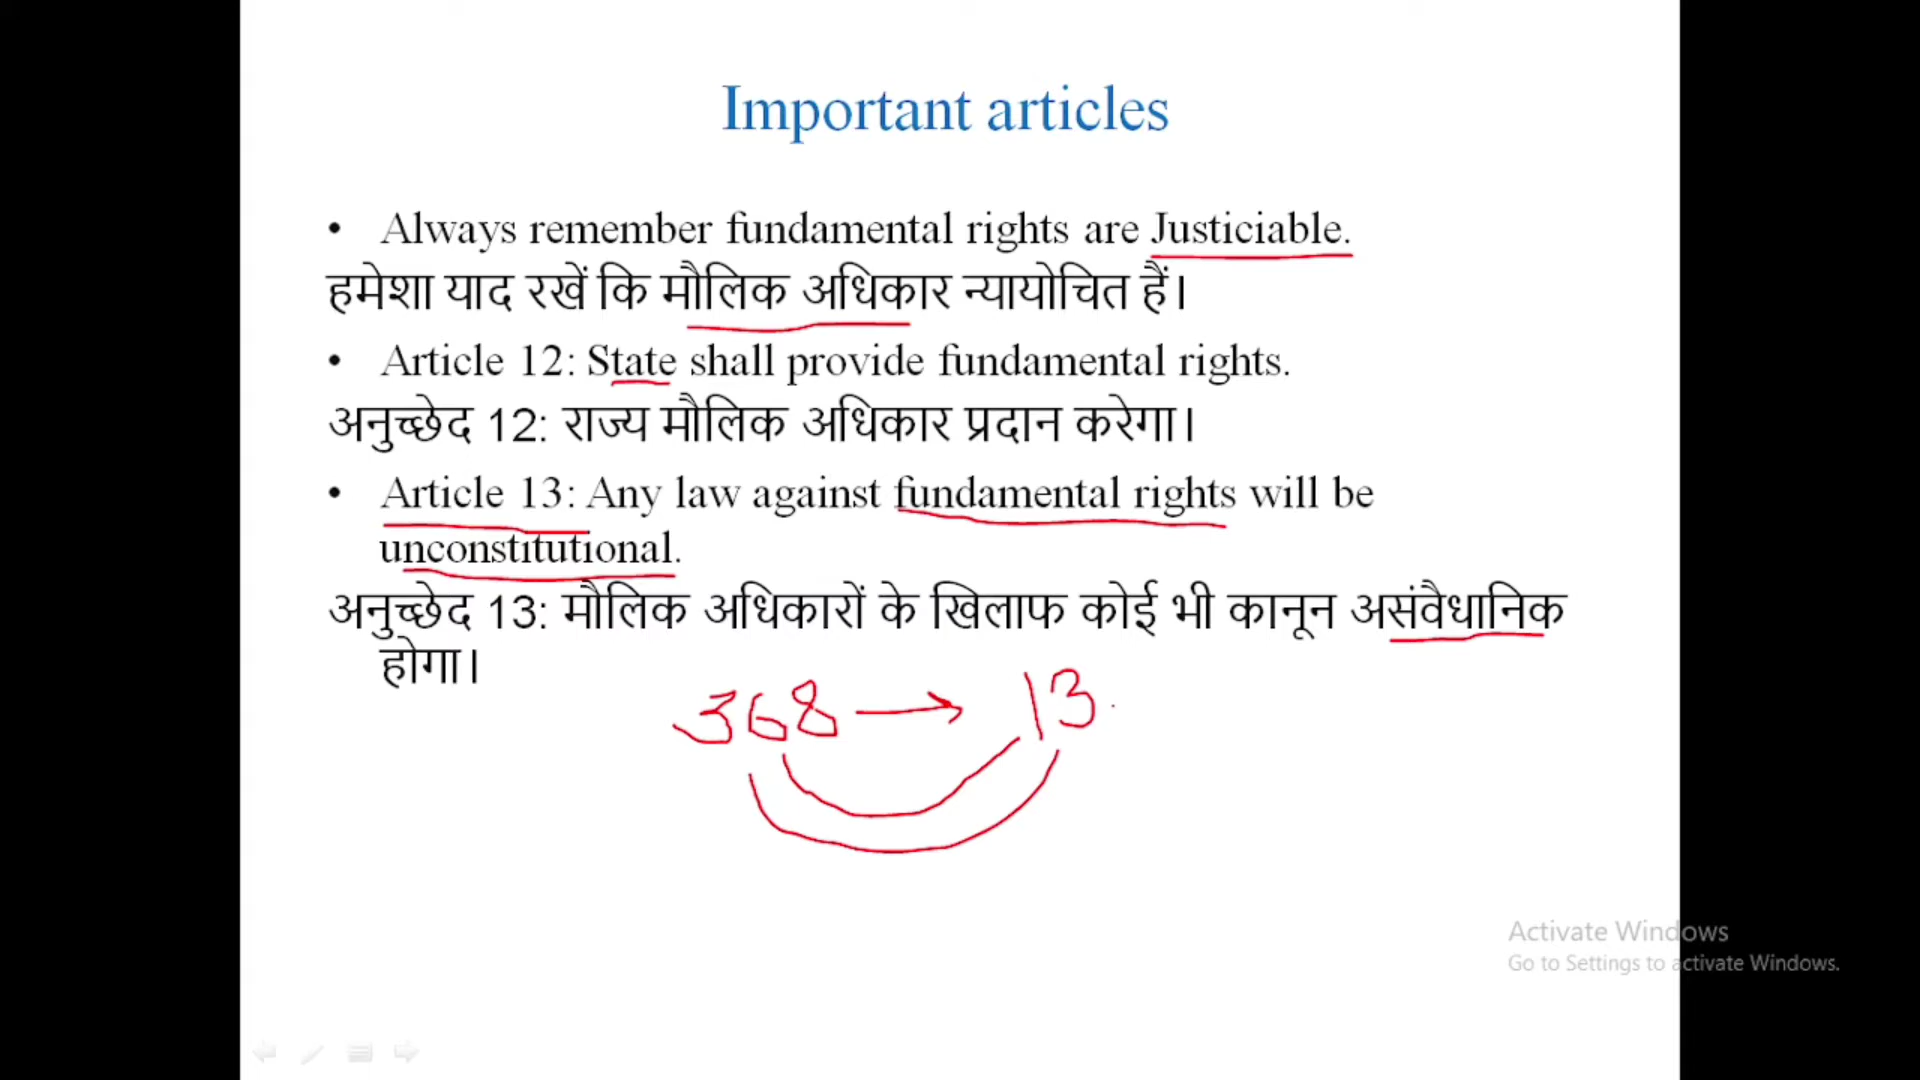 Important articles
• Always remember fundamental rights are Justiciable.
हमेशा याद रखें कि मौलिक अधिकार न्यायोचित हैं।
• Article 12: State shall provide fundamental rights.
अनुच्छेद 12: राज्य मौलिक अधिकार प्रदान करेगा।
• Article 13: Any law against fundamental rights will be
unconstitutional.
अनुच्छेद 13: मौलिक अधिकारों के खिलाफ कोई भी कानून असंवैधानिक
होगा।
368 → 13
Activate Windows
Go to Settings to activate Windows.